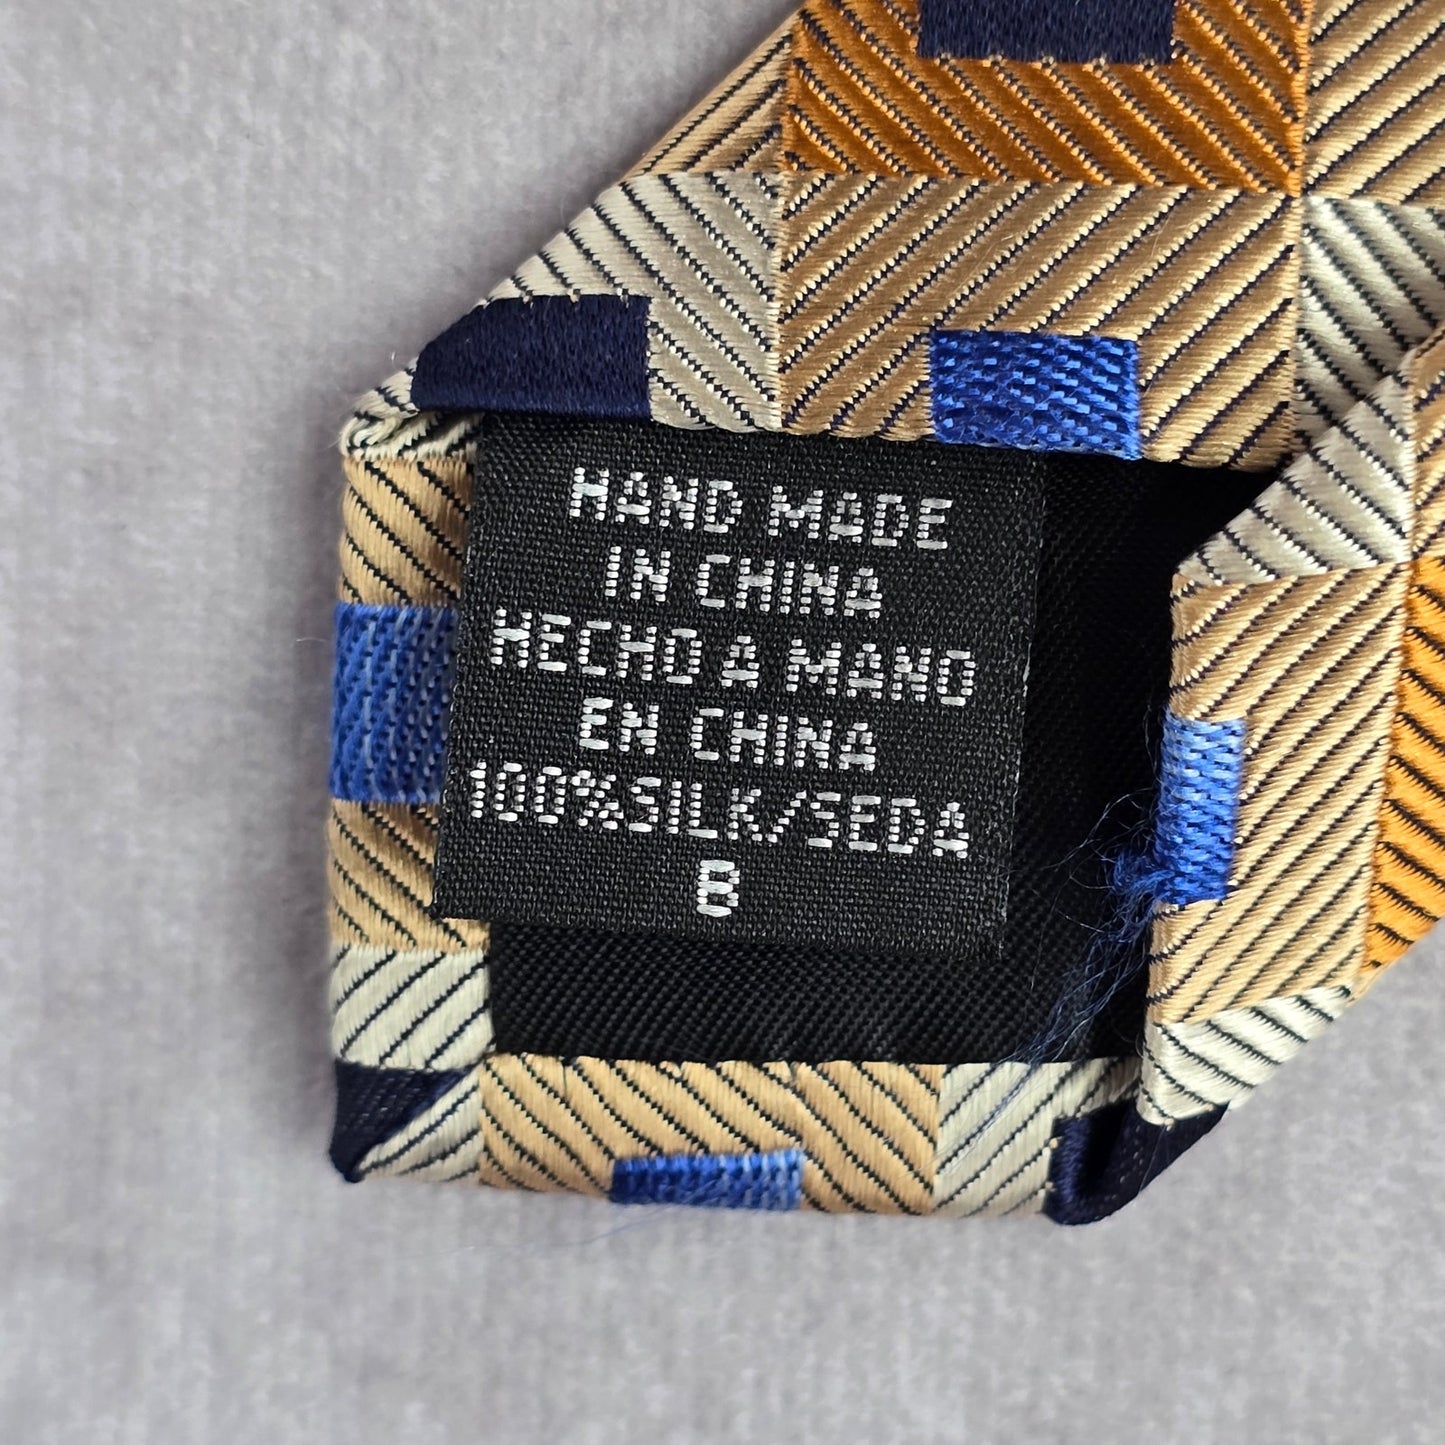 HAND MADE
IN CHINA
HECHO A MANO
EN CHINA
100%SILK/SEDA
B